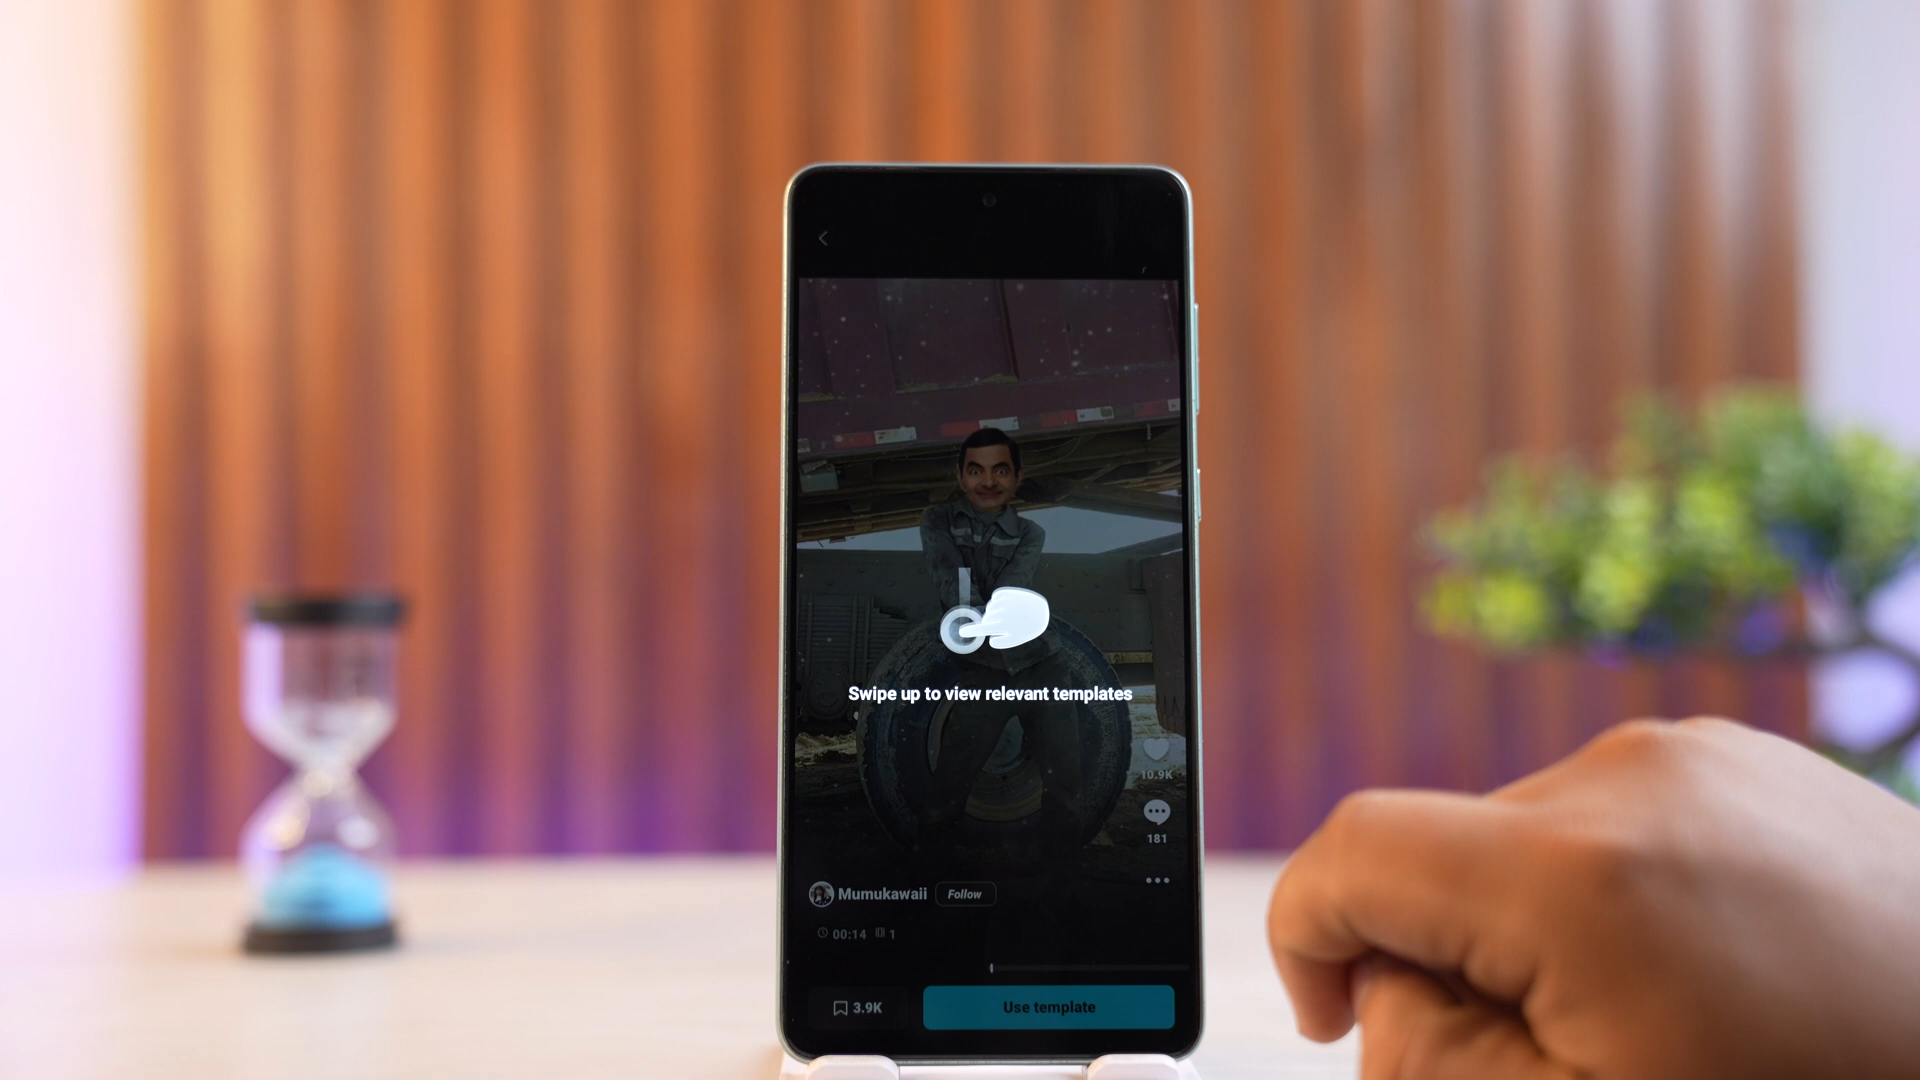 Swipe up to view relevant templates
10.9K
181
Mumukawaii Follow
00:14 1
3.9K Use template